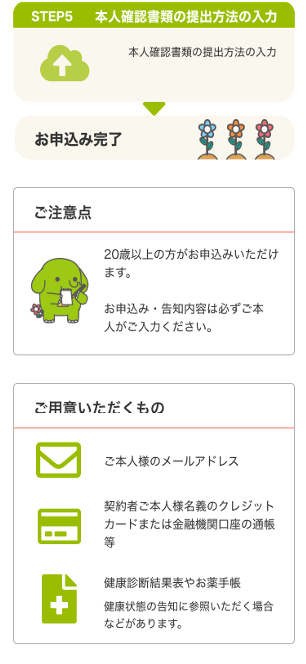 STEP5 本人確認書類の提出方法の入力
本人確認書類の提出方法の入力
お申込み完了
ご注意点
20歳以上の方がお申込みいただけ
ます。
お申込み・告知内容は必ずご本
人がご入力ください。
ご用意いただくもの
ご本人様のメールアドレス
契約者ご本人様名義のクレジット
カードまたは金融機関口座の通帳
等
健康診断結果表やお薬手帳
健康状態の告知に参照いただく場合
などがあります。